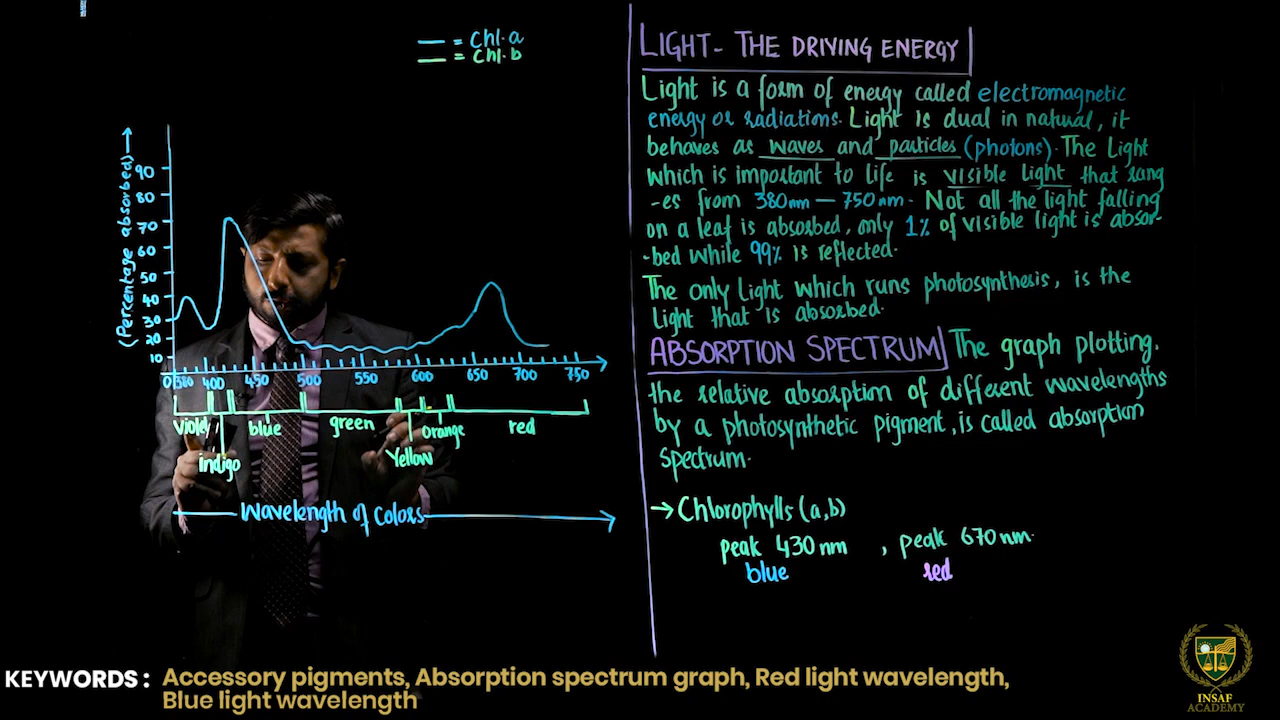 — = Chl.a
— = Chl.b
(Percentage absorbed)→
90
80
70
60
50
40
30
20
10
0 380 400 450 500 550 600 650 700 750
violet blue green orange red
indigo Yellow
Wavelength of colors
LIGHT - THE DRIVING ENERGY
Light is a form of energy called electromagnetic
energy or radiations. Light is dual in natural, it
behaves as waves and particles (photons). The Light
which is important to life is visible light that rang
-es from 380nm — 750nm. Not all the light falling
on a leaf is absorbed, only 1% of visible light is absor-
-bed while 99% is reflected.
The only Light which runs photosynthesis, is the
Light that is absorbed.
ABSORPTION SPECTRUM The graph plotting,
the relative absorption of different wavelengths
by a photosynthetic pigment, is called absorption
spectrum.
→ Chlorophylls (a,b)
peak 430nm , peak 670nm.
blue red
KEYWORDS : Accessory pigments, Absorption spectrum graph, Red light wavelength,
Blue light wavelength
INSAF
ACADEMY